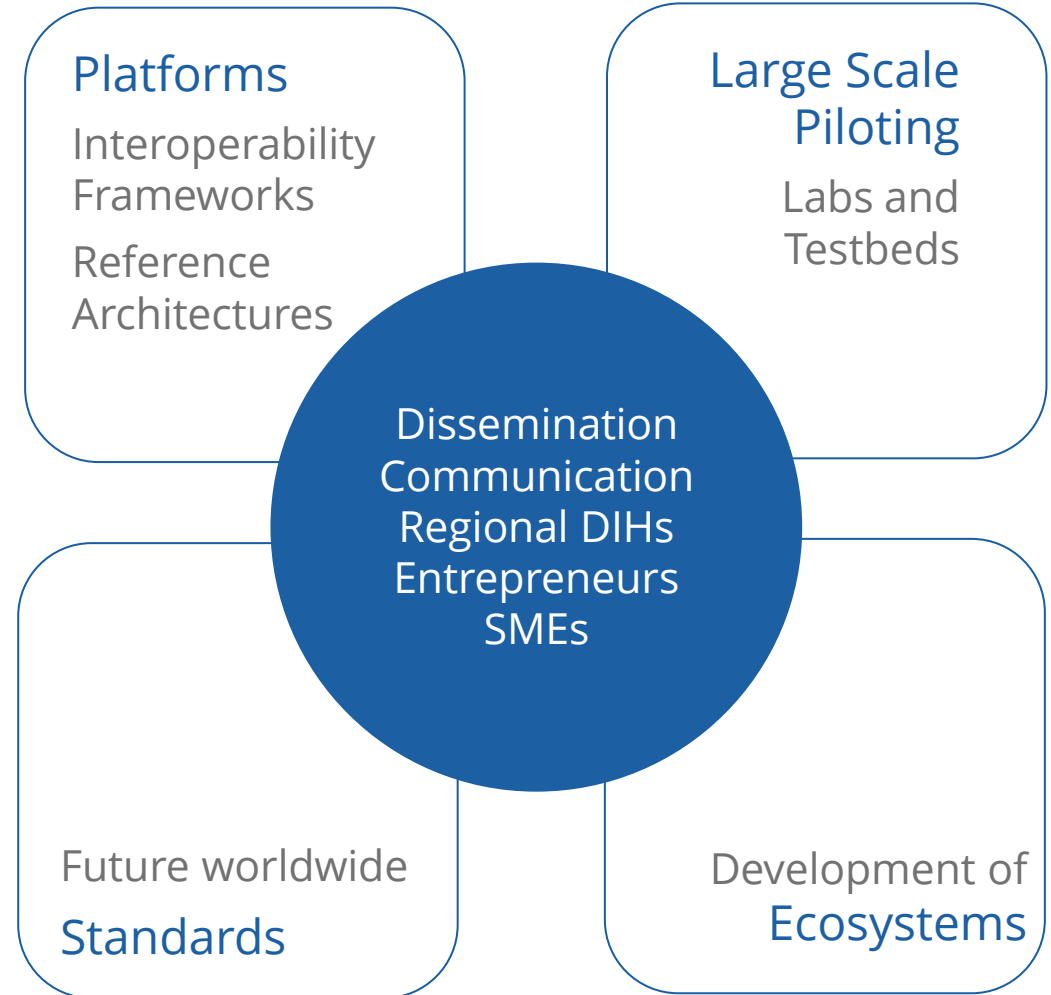 Platforms
Interoperability
Frameworks
Reference
Architectures
Large Scale
Piloting
Labs and
Testbeds
Dissemination
Communication
Regional DIHs
Entrepreneurs
SMEs
Future worldwide
Standards
Development of
Ecosystems